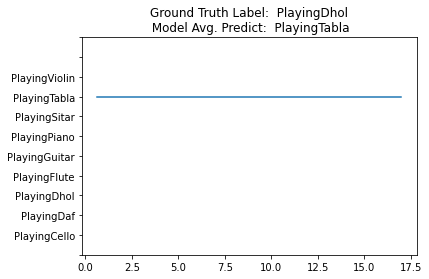 Ground Truth Label:  PlayingDhol
Model Avg. Predict:  PlayingTabla
PlayingViolin
PlayingTabla
PlayingSitar
PlayingPiano
PlayingGuitar
PlayingFlute
PlayingDhol
PlayingDaf
PlayingCello
0.0 2.5 5.0 7.5 10.0 12.5 15.0 17.5